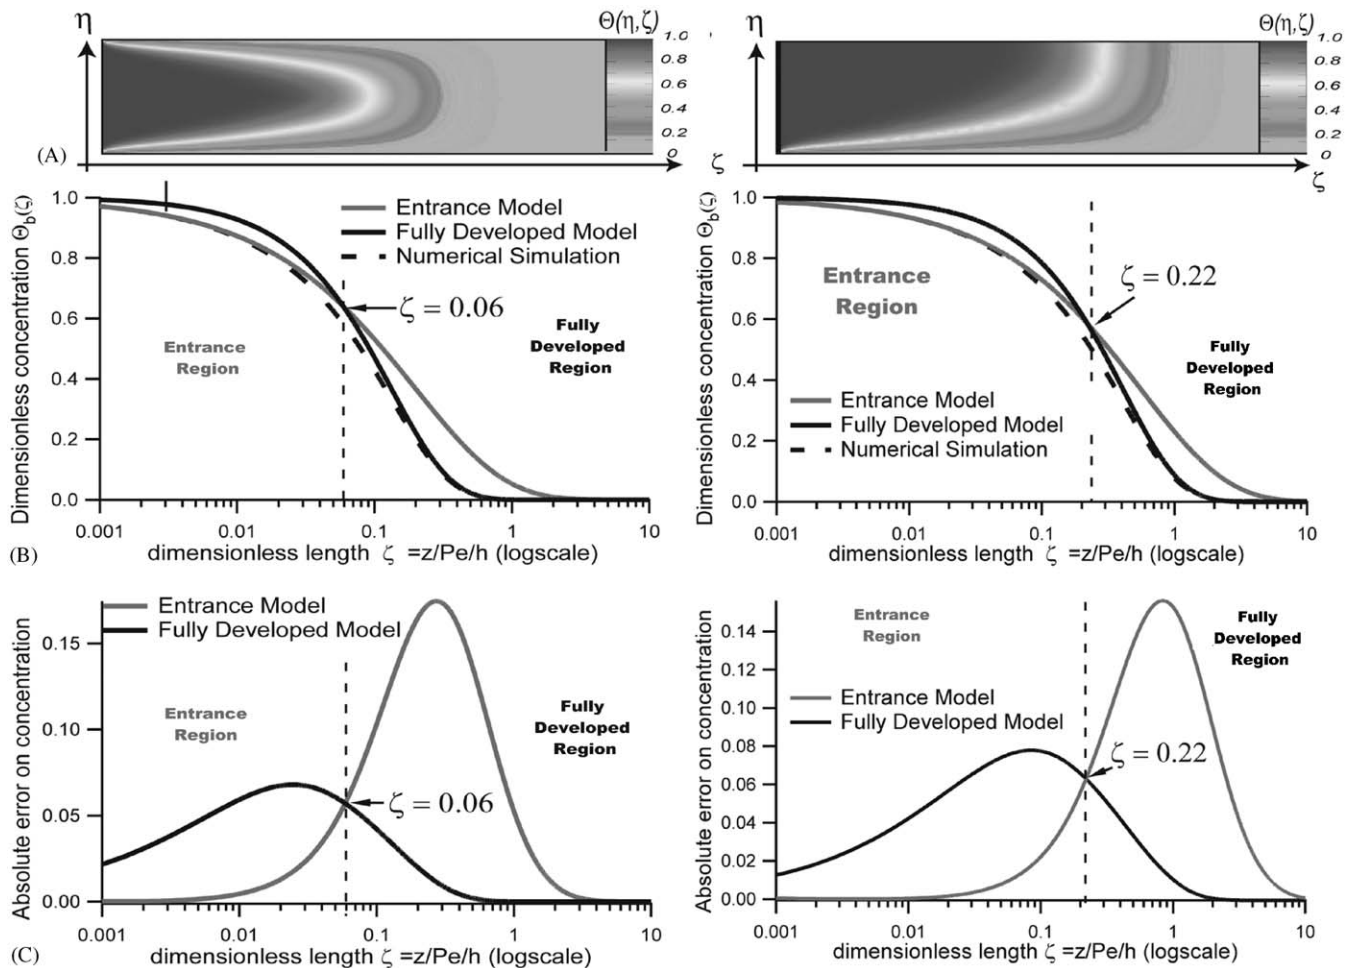 η
Θ(η,ζ)
1.0
0.8
0.6
0.4
0.2
0
(A)
ζ
η
Θ(η,ζ)
1.0
0.8
0.6
0.4
0.2
0
ζ
Dimensionless concentration Θb(ζ)
1.0
0.8
0.6
0.4
0.2
0.0
Entrance Model
Fully Developed Model
Numerical Simulation
ζ = 0.06
Entrance
Region
Fully
Developed
Region
0.001
0.01
0.1
1
10
dimensionless length ζ =z/Pe/h (logscale)
(B)
Dimensionless concentration Θb(ζ)
1.0
0.8
0.6
0.4
0.2
0.0
Entrance
Region
ζ = 0.22
Fully
Developed
Region
Entrance Model
Fully Developed Model
Numerical Simulation
0.001
0.01
0.1
1
10
dimensionless length ζ =z/Pe/h (logscale)
Absolute error on concentration
0.15
0.10
0.05
0.00
Entrance Model
Fully Developed Model
Entrance
Region
Fully
Developed
Region
ζ = 0.06
0.001
0.01
0.1
1
10
dimensionless length ζ =z/Pe/h (logscale)
(C)
Absolute error on concentration
0.14
0.12
0.10
0.08
0.06
0.04
0.02
0.00
Entrance
Region
Fully
Developed
Region
Entrance Model
Fully Developed Model
ζ = 0.22
0.001
0.01
0.1
1
10
dimensionless length ζ =z/Pe/h (logscale)